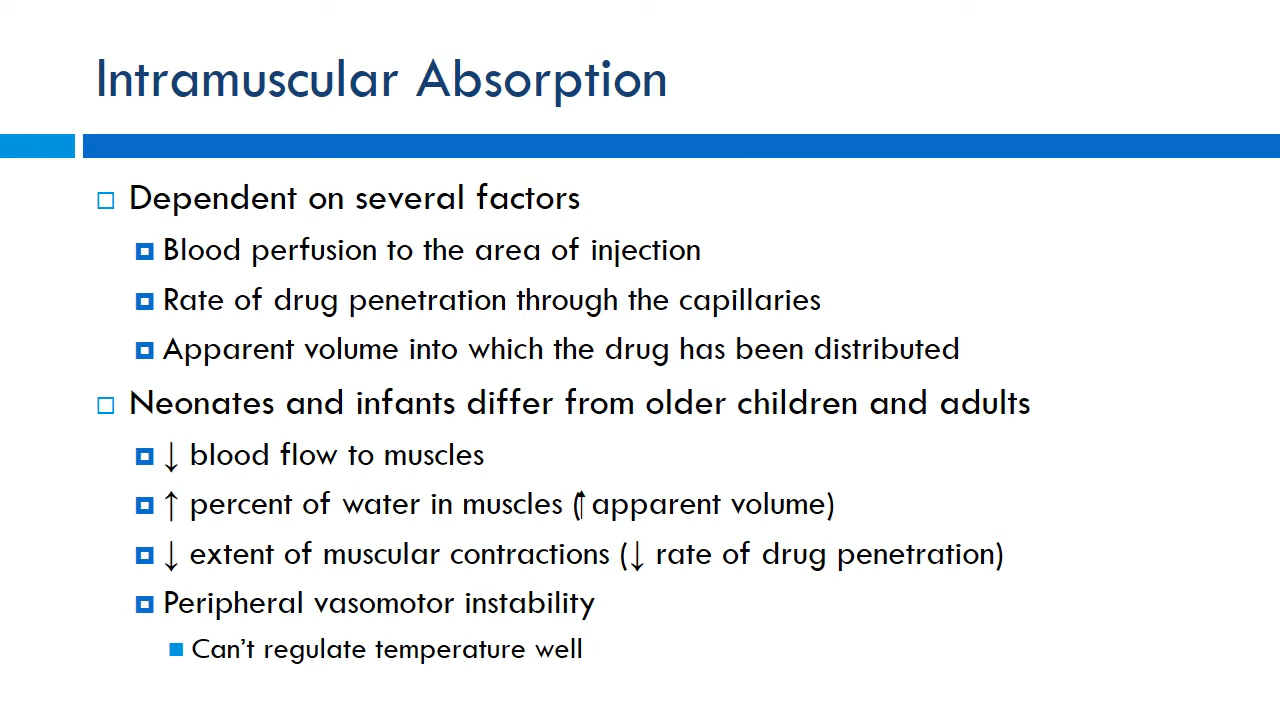 Intramuscular Absorption
Dependent on several factors
Blood perfusion to the area of injection
Rate of drug penetration through the capillaries
Apparent volume into which the drug has been distributed
Neonates and infants differ from older children and adults
↓ blood flow to muscles
↑ percent of water in muscles (↑ apparent volume)
↓ extent of muscular contractions (↓ rate of drug penetration)
Peripheral vasomotor instability
Can’t regulate temperature well